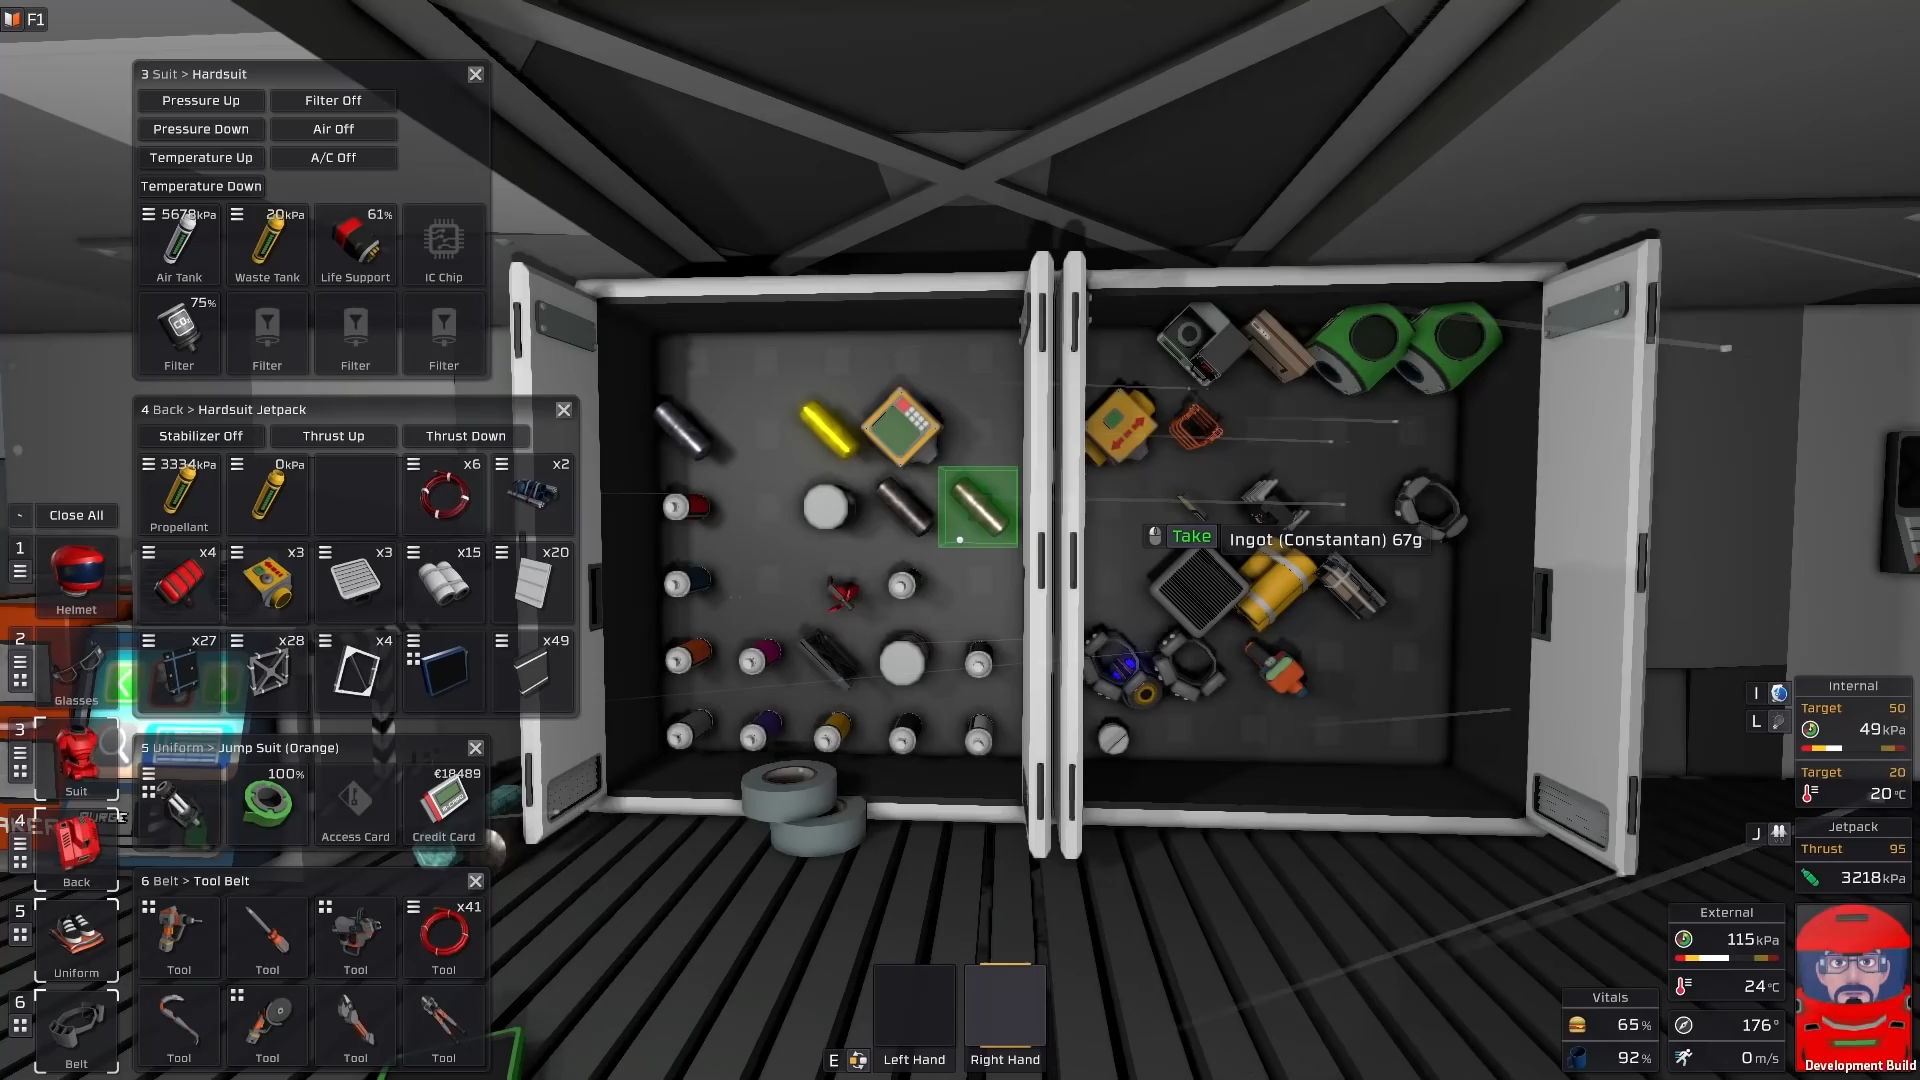 F1
3 Suit > Hardsuit
Pressure Up
Filter Off
Pressure Down
Air Off
Temperature Up
A/C Off
Temperature Down
5678kPa
20kPa
61%
Air Tank
Waste Tank
Life Support
IC Chip
75%
CO₂
Filter
Filter
Filter
Filter
4 Back > Hardsuit Jetpack
Stabilizer Off
Thrust Up
Thrust Down
3334kPa
0kPa
x6
x2
Propellant
x4
x3
x3
x15
x20
x27
x28
x4
x49
5 Uniform > Jump Suit (Orange)
100%
€18489
Access Card
Credit Card
6 Belt > Tool Belt
x41
Tool
Tool
Tool
Tool
Tool
Tool
Tool
Tool
~
Close All
1
Helmet
2
Glasses
3
Suit
4
Back
5
Uniform
6
Belt
Take
Ingot (Constantan) 67g
E
Left Hand
Right Hand
I
L
Internal
Target 50
49kPa
Target 20
20°C
J
Jetpack
Thrust 95
3218kPa
External
115kPa
24°C
176°
0m/s
Vitals
65%
92%
Development Build